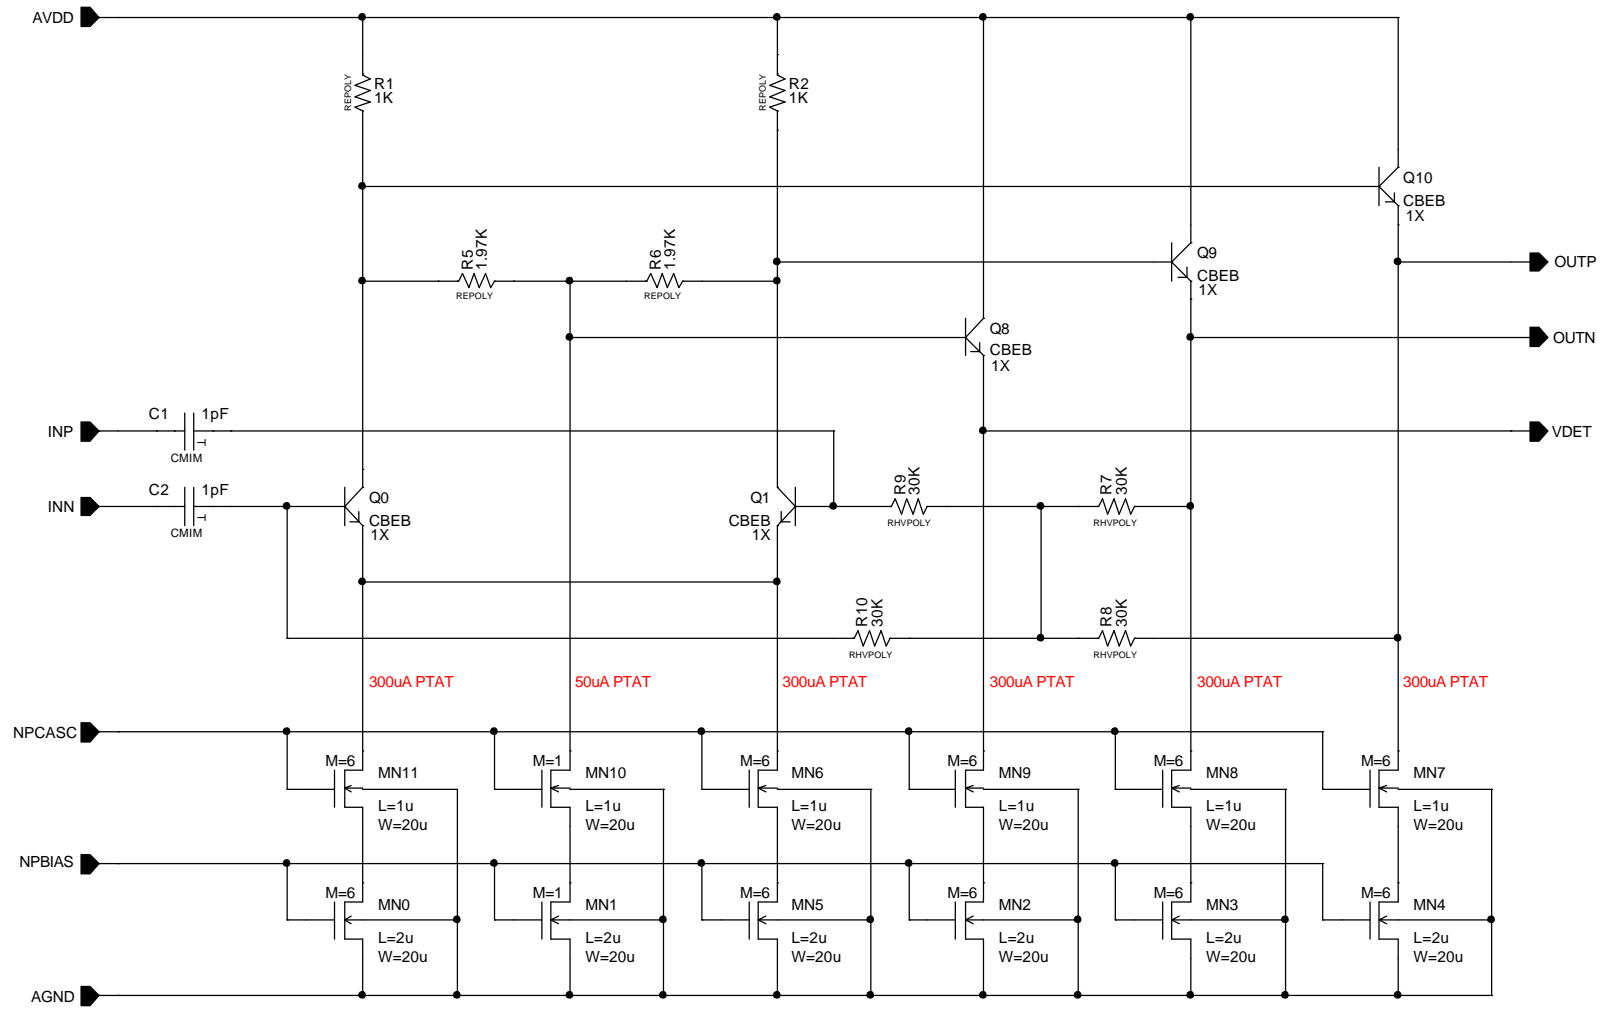 AVDD
REPOLY
R1
1K
REPOLY
R2
1K
Q10
CBEB
1X
R5
1.97K
REPOLY
R6
1.97K
REPOLY
Q9
CBEB
1X
OUTP
Q8
CBEB
1X
OUTN
C1
1pF
INP
CMIM
VDET
C2
1pF
INN
CMIM
Q0
CBEB
1X
Q1
CBEB
1X
R9
30K
RHVPOLY
R7
30K
RHVPOLY
R10
30K
RHVPOLY
R8
30K
RHVPOLY
300uA PTAT
50uA PTAT
300uA PTAT
300uA PTAT
300uA PTAT
300uA PTAT
NPCASC
M=6
MN11
L=1u
W=20u
M=1
MN10
L=1u
W=20u
M=6
MN6
L=1u
W=20u
M=6
MN9
L=1u
W=20u
M=6
MN8
L=1u
W=20u
M=6
MN7
L=1u
W=20u
NPBIAS
M=6
MN0
L=2u
W=20u
M=1
MN1
L=2u
W=20u
M=6
MN5
L=2u
W=20u
M=6
MN2
L=2u
W=20u
M=6
MN3
L=2u
W=20u
M=6
MN4
L=2u
W=20u
AGND